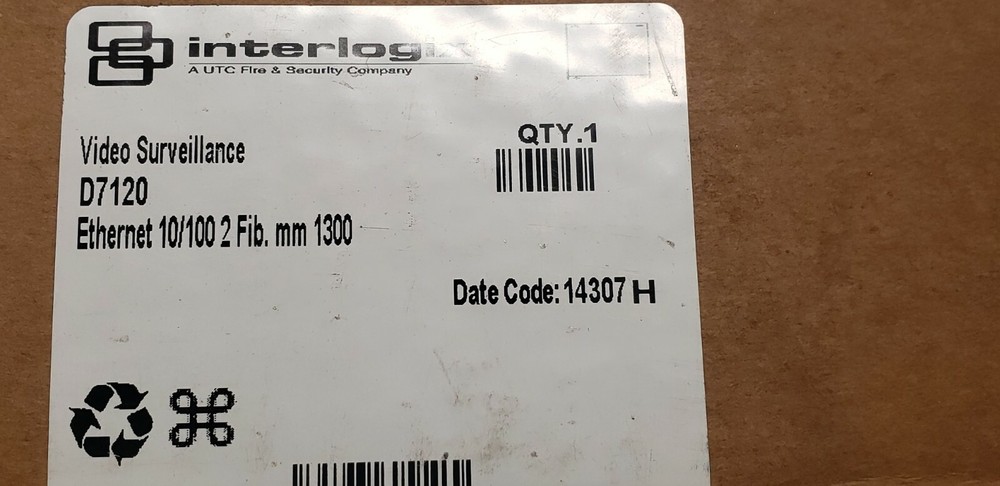 interlogix
A UTC Fire & Security Company
QTY.1
Video Surveillance
D7120
Ethernet 10/100 2 Fib. mm 1300
Date Code: 14307 H